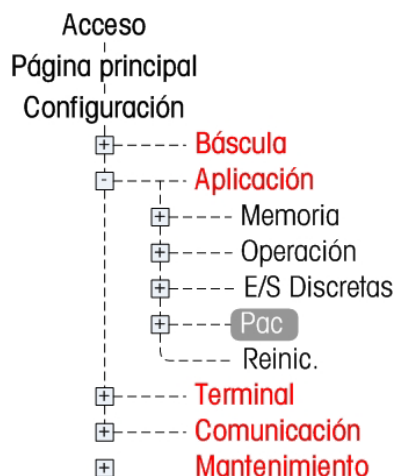 Acceso
Página principal
Configuración
Báscula
Aplicación
Memoria
Operación
E/S Discretas
Pac
Reinic.
Terminal
Comunicación
Mantenimiento